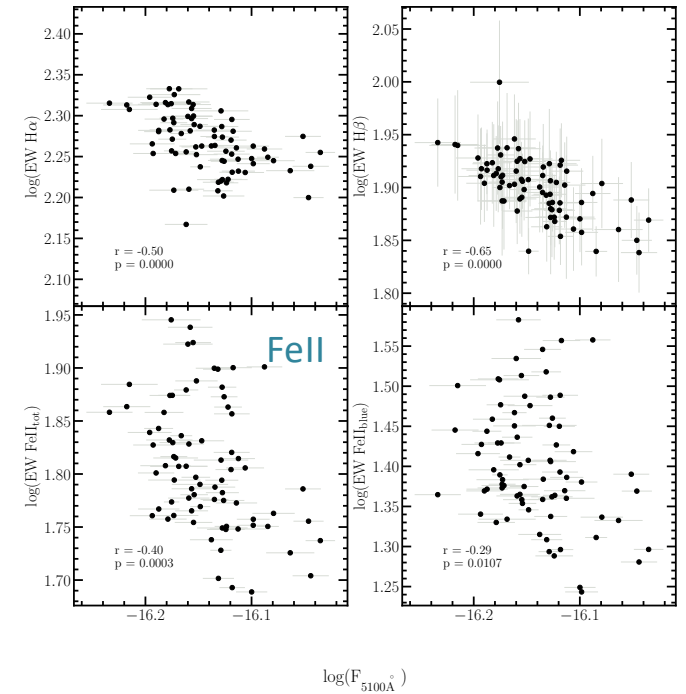 2.40
2.35
2.30
2.25
2.20
2.15
2.10
log(EW Hα)
r = -0.50
p = 0.0000
2.05
2.00
1.95
1.90
1.85
1.80
log(EW Hβ)
r = -0.65
p = 0.0000
1.95
1.90
1.85
1.80
1.75
1.70
log(EW FeII_tot.)
FeII
r = -0.40
p = 0.0003
−16.2 −16.1
1.55
1.50
1.45
1.40
1.35
1.30
1.25
log(EW FeII_blue)
r = -0.29
p = 0.0107
−16.2 −16.1
log(F_5100Å )